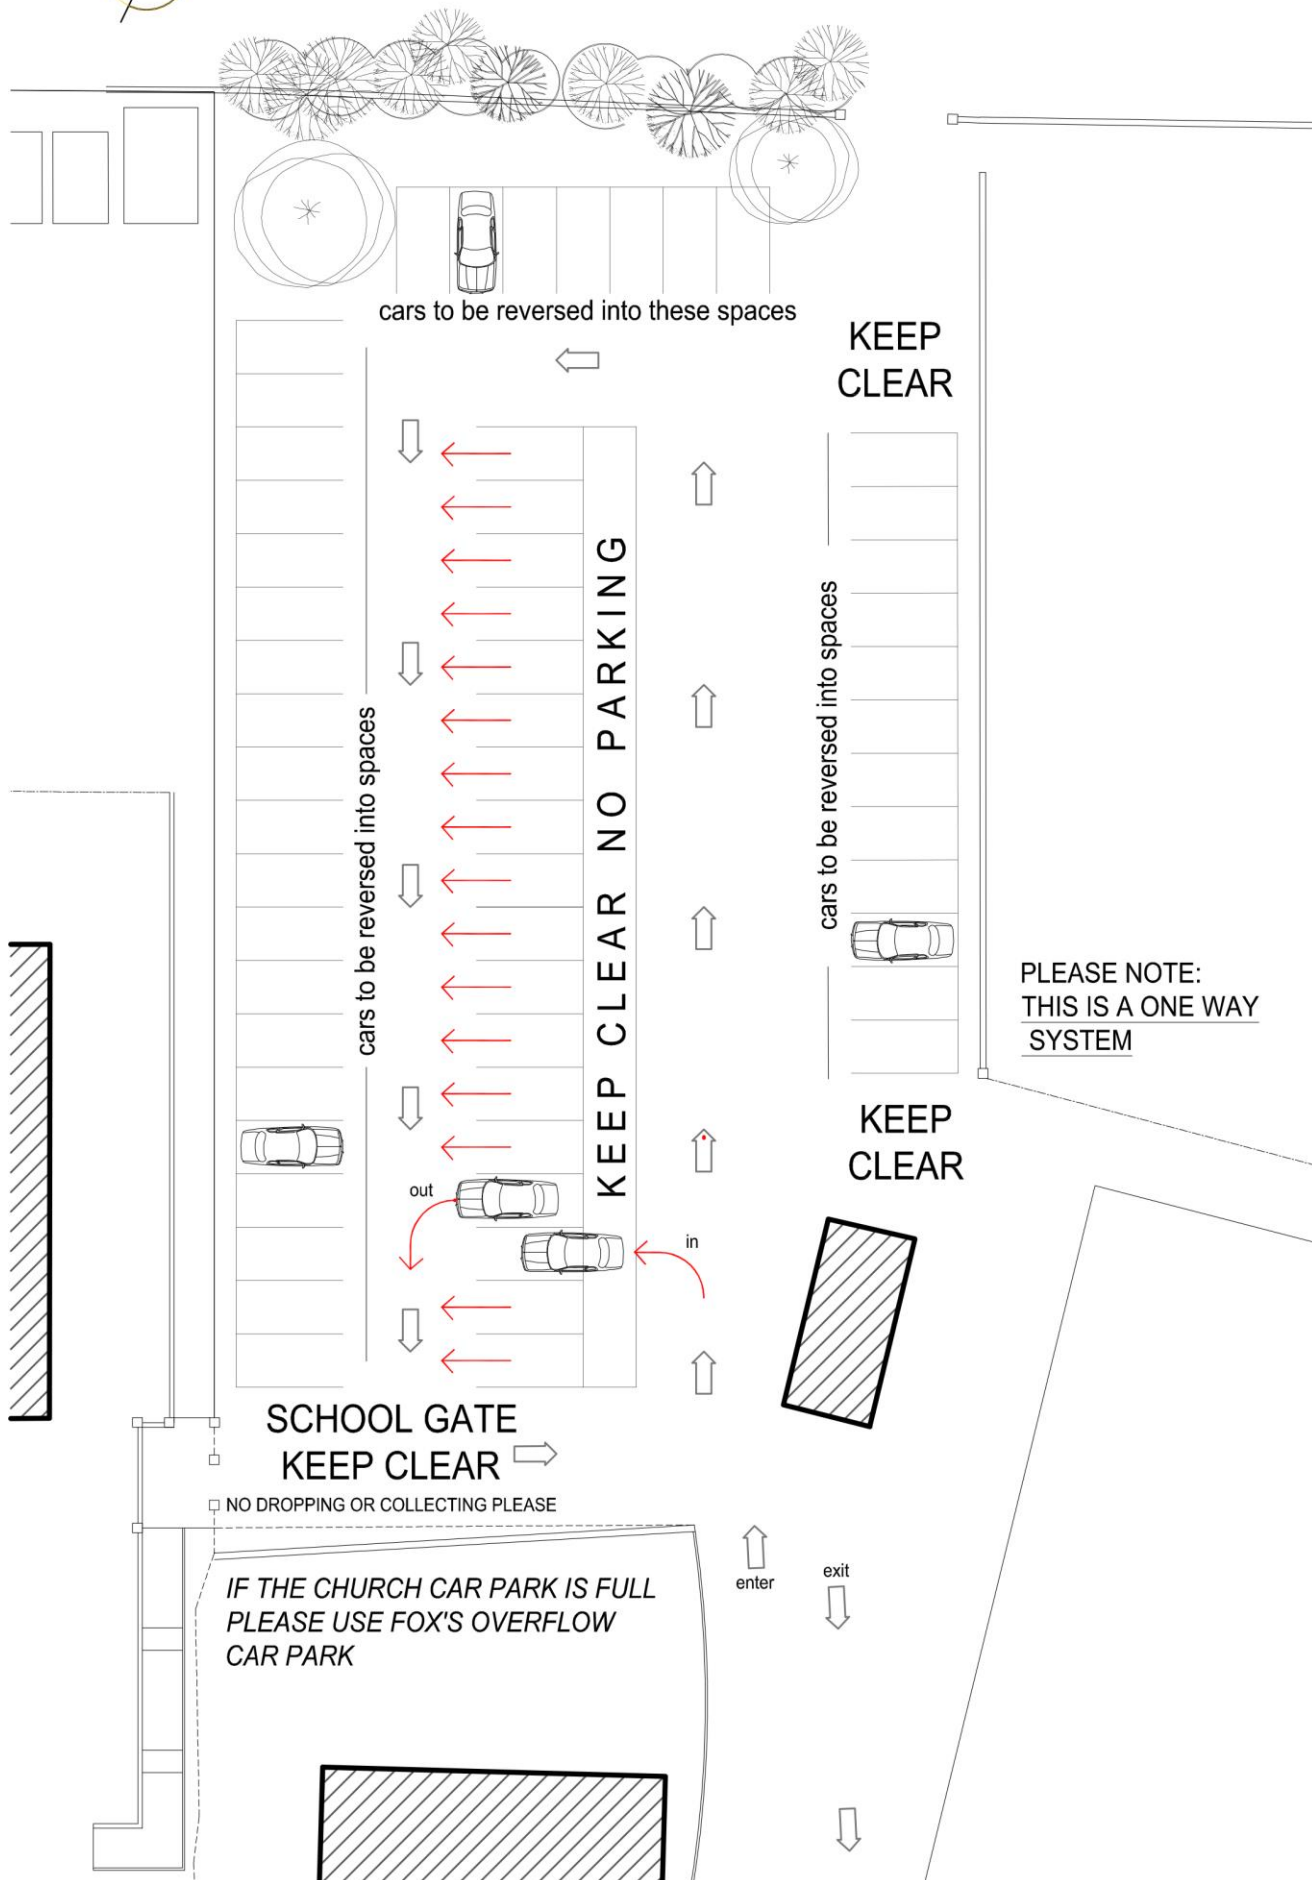 cars to be reversed into these spaces
KEEP
CLEAR
KEEP CLEAR NO PARKING
cars to be reversed into spaces
cars to be reversed into spaces
PLEASE NOTE:
THIS IS A ONE WAY
SYSTEM
KEEP
CLEAR
out
in
SCHOOL GATE
KEEP CLEAR
NO DROPPING OR COLLECTING PLEASE
enter
exit
IF THE CHURCH CAR PARK IS FULL
PLEASE USE FOX'S OVERFLOW
CAR PARK